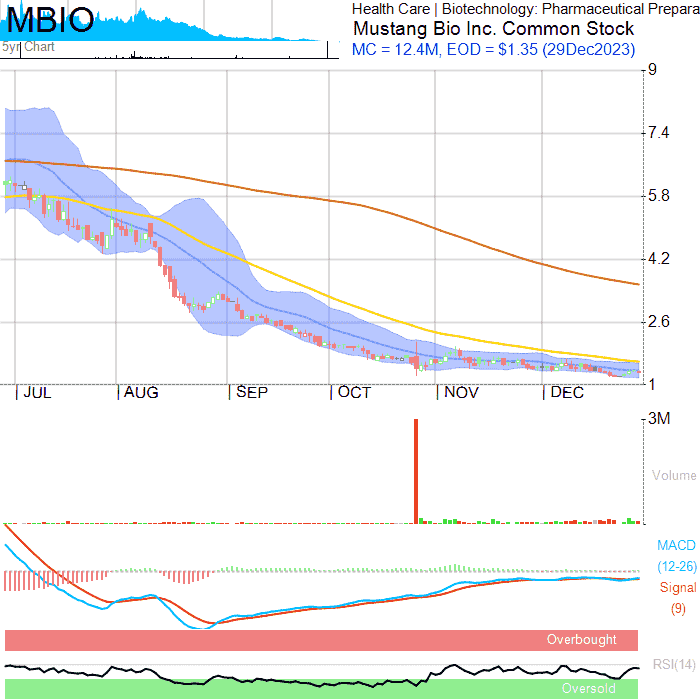 MBIO
Health Care | Biotechnology: Pharmaceutical Prepara
Mustang Bio Inc. Common Stock
5yr Chart
MC = 12.4M, EOD = $1.35 (29Dec2023)
9
7.4
5.8
4.2
2.6
1
JUL
AUG
SEP
OCT
NOV
DEC
3M
Volume
MACD
(12-26)
Signal
(9)
Overbought
RSI(14)
Oversold